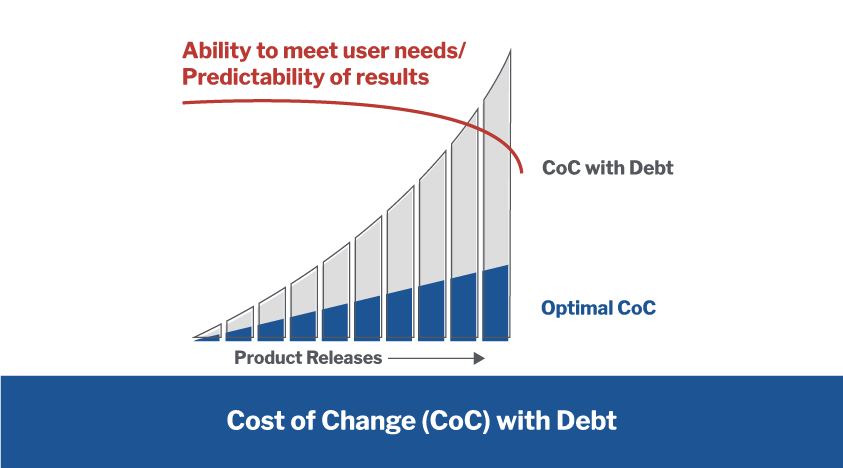 Ability to meet user needs/
Predictability of results
CoC with Debt
Optimal CoC
Product Releases
Cost of Change (CoC) with Debt